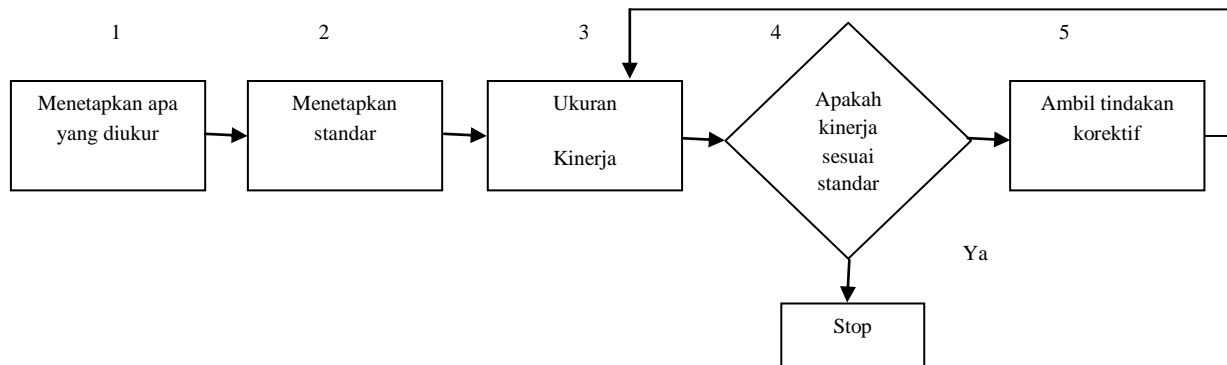 1
2
3
4
5
Menetapkan apa
yang diukur
Menetapkan
standar
Ukuran
Kinerja
Apakah
kinerja
sesuai
standar
Ambil tindakan
korektif
Ya
Stop